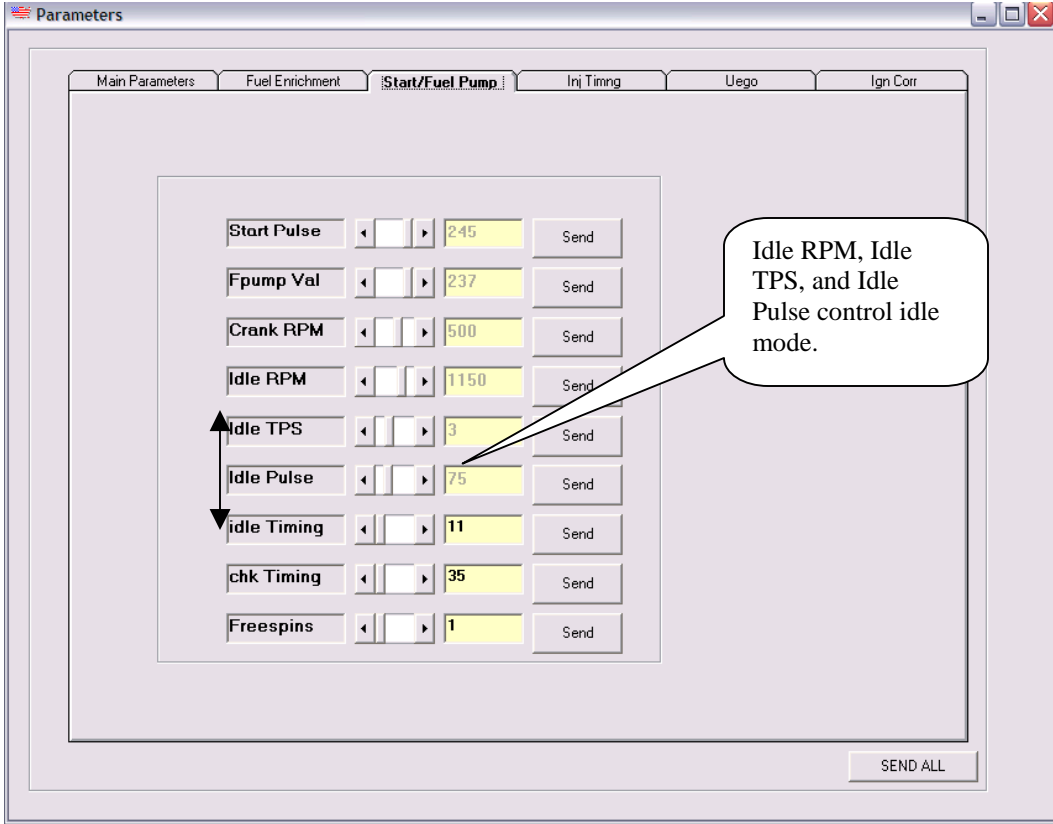 Parameters
Main Parameters
Fuel Enrichment
Start/Fuel Pump
Inj Timng
Uego
Ign Corr
Start Pulse 245 Send
Fpump Val 237 Send
Crank RPM 500 Send
Idle RPM 1150 Send
Idle TPS 3 Send
Idle Pulse 75 Send
idle Timing 11 Send
chk Timing 35 Send
Freespins 1 Send
Idle RPM, Idle
TPS, and Idle
Pulse control idle
mode.
SEND ALL